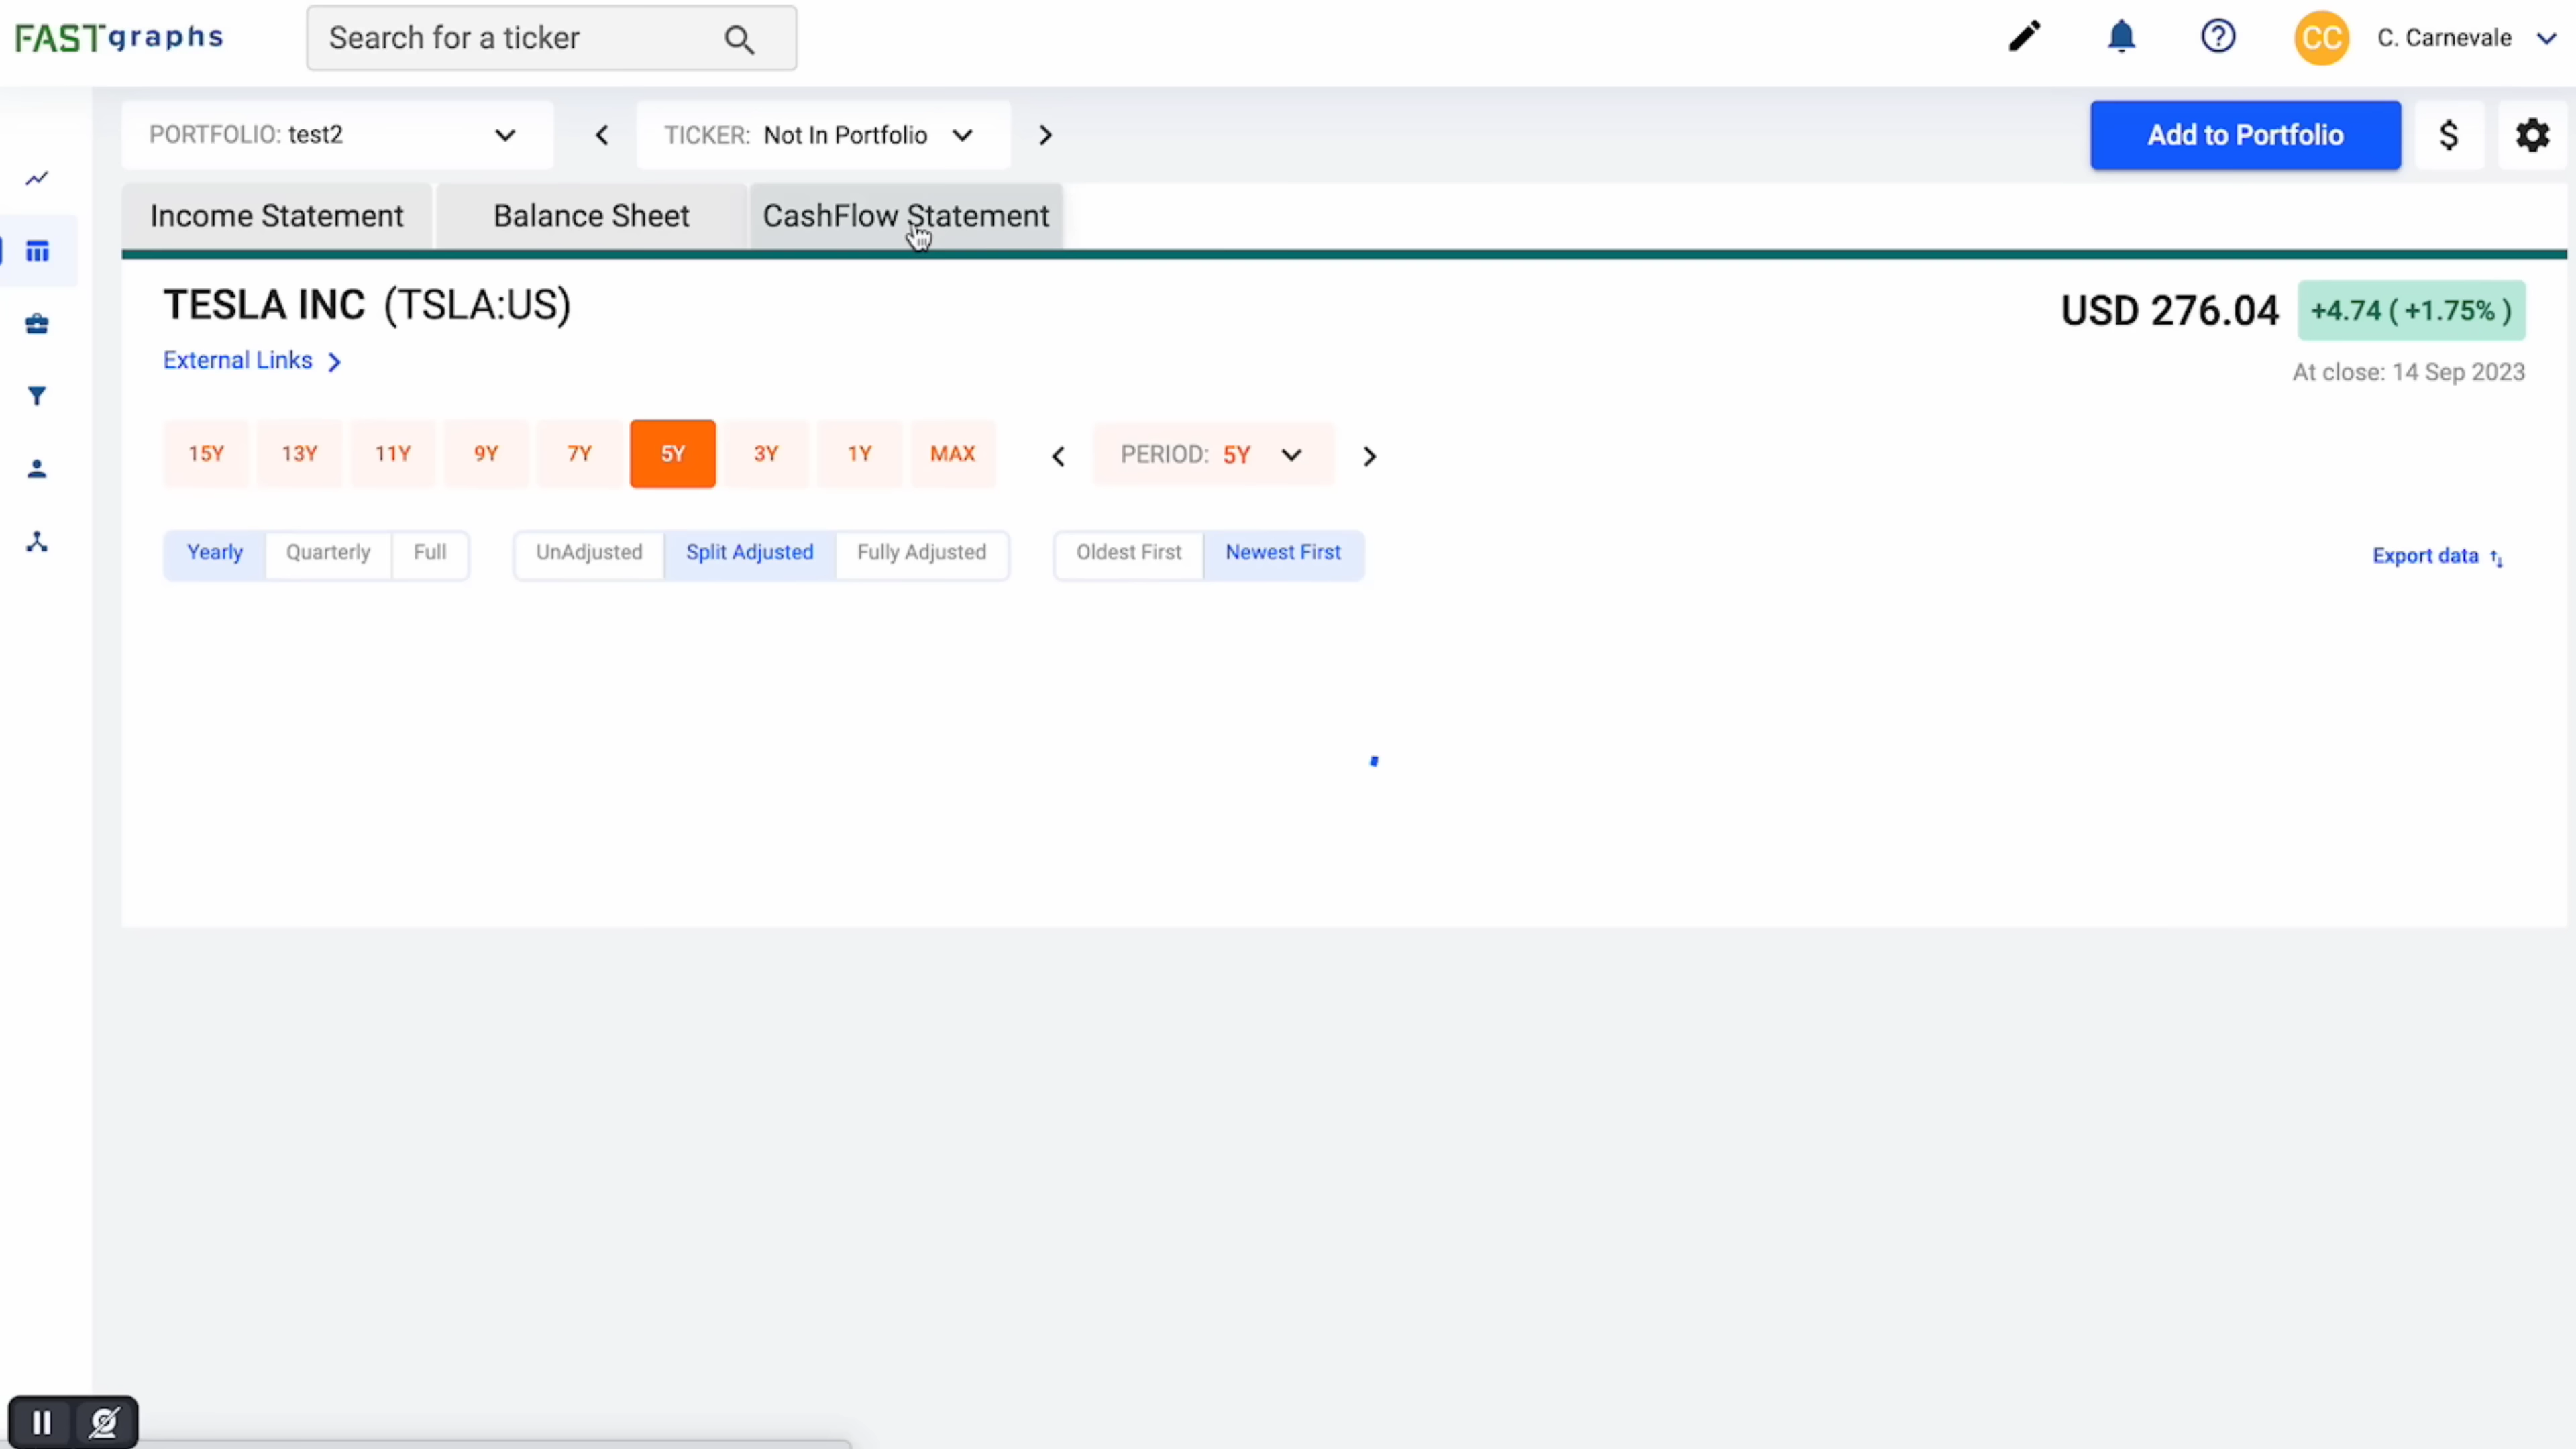 FASTgraphs
Search for a ticker
CC
C. Carnevale
PORTFOLIO: test2
TICKER: Not In Portfolio
Add to Portfolio
$
Income Statement
Balance Sheet
CashFlow Statement
TESLA INC (TSLA:US)
USD 276.04
+4.74 ( +1.75% )
External Links
At close: 14 Sep 2023
15Y
13Y
11Y
9Y
7Y
5Y
3Y
1Y
MAX
PERIOD: 5Y
Yearly
Quarterly
Full
UnAdjusted
Split Adjusted
Fully Adjusted
Oldest First
Newest First
Export data